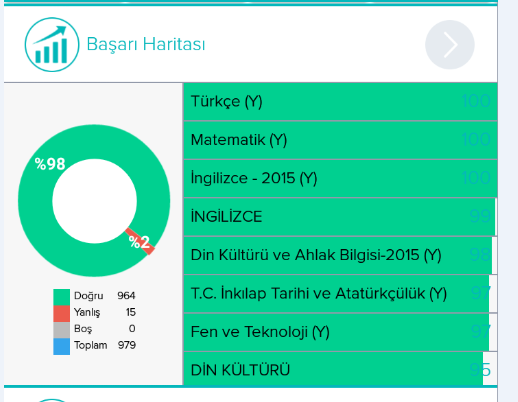 Başarı Haritası
%98
%2
Doğru 964
Yanlış 15
Boş 0
Toplam 979
Türkçe (Y) 100
Matematik (Y) 100
İngilizce - 2015 (Y) 100
İNGİLİZCE 99
Din Kültürü ve Ahlak Bilgisi-2015 (Y) 98
T.C. İnkılap Tarihi ve Atatürkçülük (Y) 97
Fen ve Teknoloji (Y) 97
DİN KÜLTÜRÜ 95